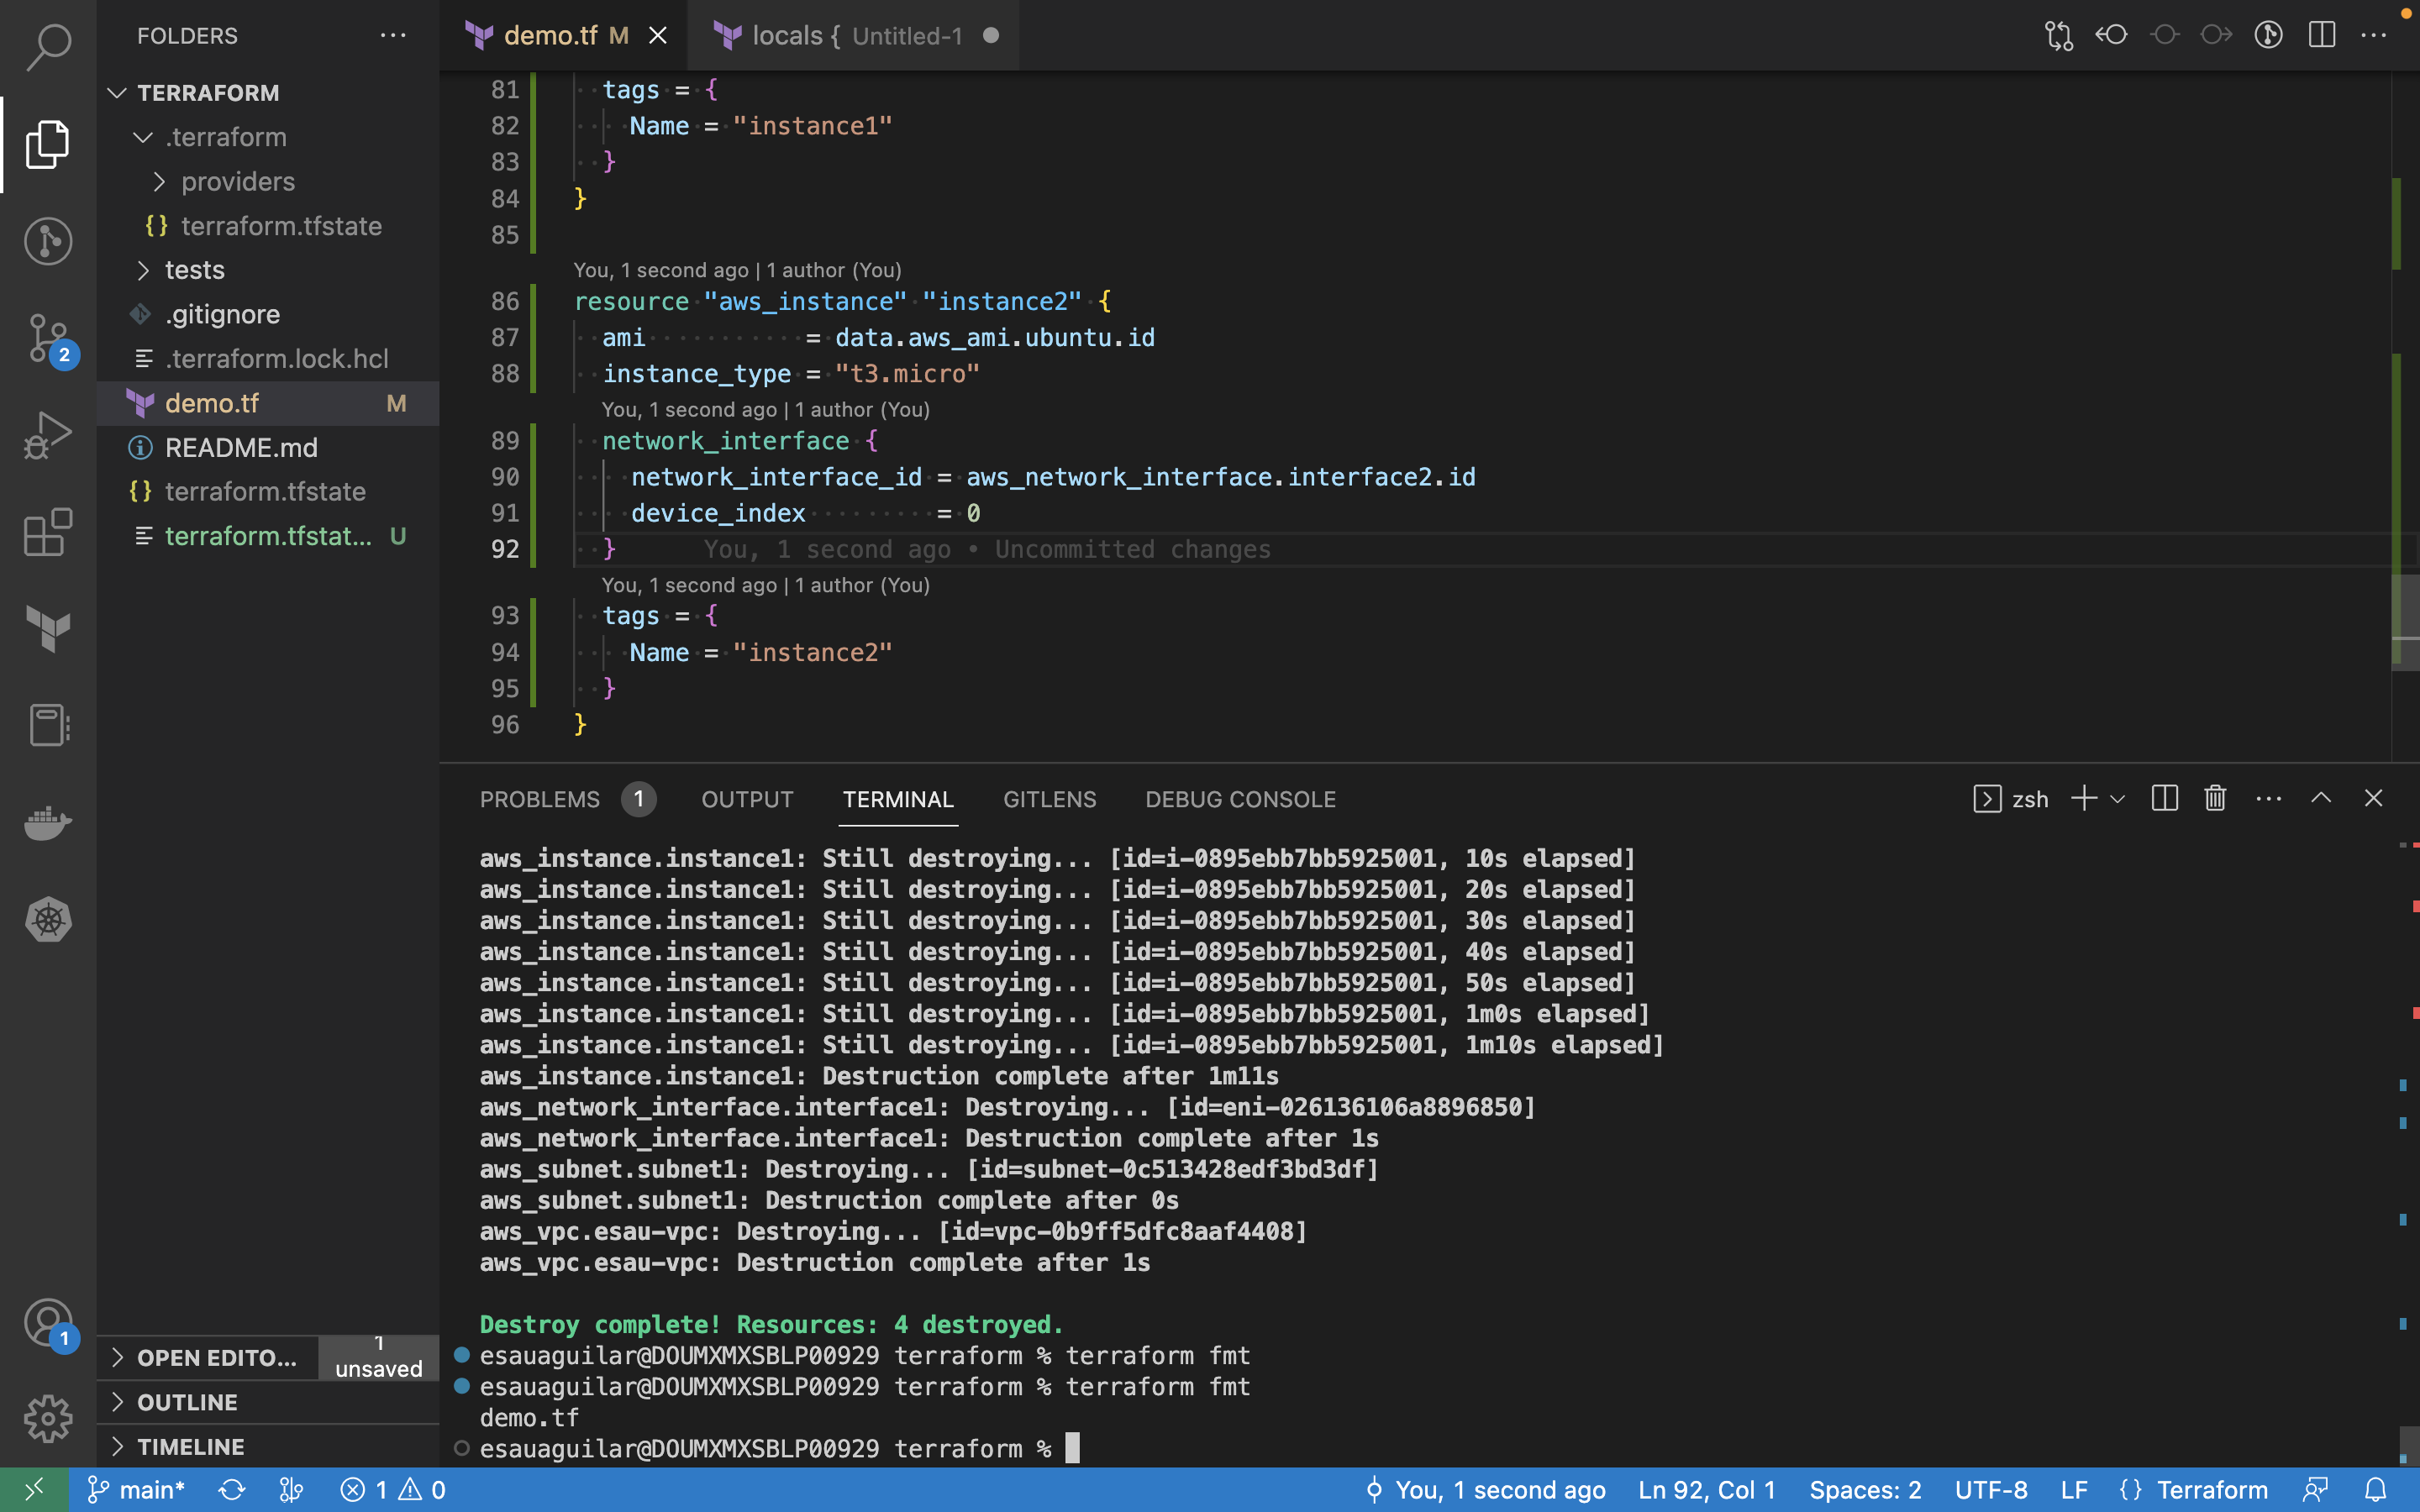 FOLDERS
TERRAFORM
.terraform
providers
{} terraform.tfstate
tests
.gitignore
.terraform.lock.hcl
demo.tf M
README.md
{} terraform.tfstate
terraform.tfstat... U
2
1
OPEN EDITO... 1 unsaved
OUTLINE
TIMELINE
demo.tf M
locals { Untitled-1
81 tags = {
82 Name = "instance1"
83 }
84 }
85
You, 1 second ago | 1 author (You)
86 resource "aws_instance" "instance2" {
87 ami = data.aws_ami.ubuntu.id
88 instance_type = "t3.micro"
You, 1 second ago | 1 author (You)
89 network_interface {
90 network_interface_id = aws_network_interface.interface2.id
91 device_index = 0
92 } You, 1 second ago • Uncommitted changes
You, 1 second ago | 1 author (You)
93 tags = {
94 Name = "instance2"
95 }
96 }
PROBLEMS 1 OUTPUT TERMINAL GITLENS DEBUG CONSOLE
zsh
aws_instance.instance1: Still destroying... [id=i-0895ebb7bb5925001, 10s elapsed]
aws_instance.instance1: Still destroying... [id=i-0895ebb7bb5925001, 20s elapsed]
aws_instance.instance1: Still destroying... [id=i-0895ebb7bb5925001, 30s elapsed]
aws_instance.instance1: Still destroying... [id=i-0895ebb7bb5925001, 40s elapsed]
aws_instance.instance1: Still destroying... [id=i-0895ebb7bb5925001, 50s elapsed]
aws_instance.instance1: Still destroying... [id=i-0895ebb7bb5925001, 1m0s elapsed]
aws_instance.instance1: Still destroying... [id=i-0895ebb7bb5925001, 1m10s elapsed]
aws_instance.instance1: Destruction complete after 1m11s
aws_network_interface.interface1: Destroying... [id=eni-026136106a8896850]
aws_network_interface.interface1: Destruction complete after 1s
aws_subnet.subnet1: Destroying... [id=subnet-0c513428edf3bd3df]
aws_subnet.subnet1: Destruction complete after 0s
aws_vpc.esau-vpc: Destroying... [id=vpc-0b9ff5dfc8aaf4408]
aws_vpc.esau-vpc: Destruction complete after 1s
Destroy complete! Resources: 4 destroyed.
esauaguilar@DOUMXMXSBLP00929 terraform % terraform fmt
esauaguilar@DOUMXMXSBLP00929 terraform % terraform fmt
demo.tf
esauaguilar@DOUMXMXSBLP00929 terraform %
main* 1 0 You, 1 second ago Ln 92, Col 1 Spaces: 2 UTF-8 LF {} Terraform